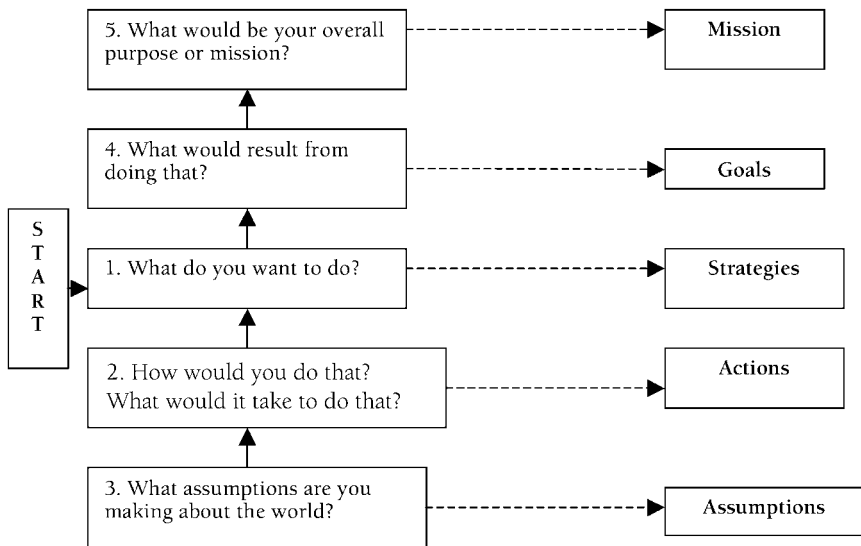 5. What would be your overall
purpose or mission?
Mission
4. What would result from
doing that?
Goals
START
1. What do you want to do?
Strategies
2. How would you do that?
What would it take to do that?
Actions
3. What assumptions are you
making about the world?
Assumptions